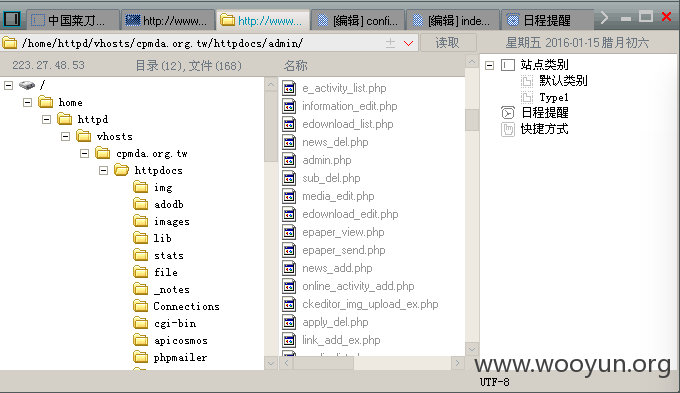 中国菜刀
http://www...
http://www...
[编辑] confi...
[编辑] inde...
日程提醒
/home/httpd/vhosts/cpmda.org.tw/httpdocs/admin/
读取
星期五 2016-01-15 腊月初六
223.27.48.53
目录(12),文件(168)
名称
/
home
httpd
vhosts
cpmda.org.tw
httpdocs
img
adodb
images
lib
stats
file
_notes
Connections
cgi-bin
apicosmos
phpmailer
e_activity_list.php
information_edit.php
edownload_list.php
news_del.php
admin.php
sub_del.php
media_edit.php
edownload_edit.php
epaper_view.php
epaper_send.php
news_add.php
online_activity_add.php
ckeditor_img_upload_ex.php
apply_del.php
link_add_ex.php
站点类别
默认类别
Type1
日程提醒
快捷方式
www.wooyun.org
UTF-8